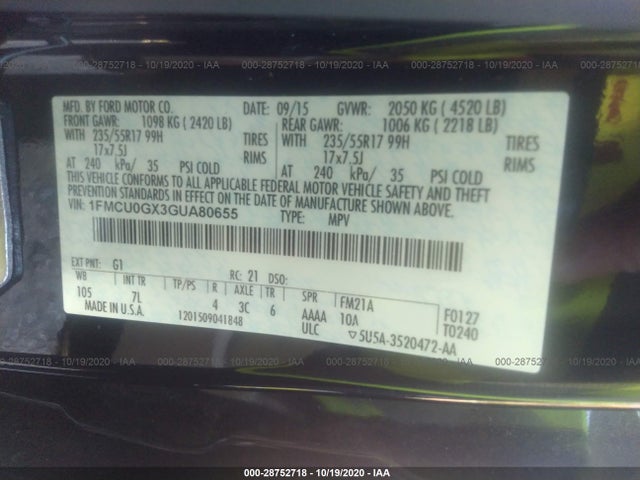 000-28752718 - 10/19/2020 - IAA
MFD. BY FORD MOTOR CO. DATE: 09/15 GVWR: 2050 KG ( 4520 LB)
FRONT GAWR: 1098 KG ( 2420 LB) REAR GAWR: 1006 KG ( 2218 LB)
WITH 235/55R17 99H TIRES WITH 235/55R17 99H TIRES
17x7.5J RIMS 17x7.5J RIMS
AT 240 kPa/ 35 PSI COLD AT 240 kPa/ 35 PSI COLD
THIS VEHICLE CONFORMS TO ALL APPLICABLE FEDERAL MOTOR VEHICLE SAFETY AND THEFT
PREVENTION STANDARDS IN EFFECT ON THE DATE OF MANUFACTURE SHOWN ABOVE.
VIN: 1FMCU0GX3GUA80655 TYPE: MPV
EXT PNT: G1 RC: 21 DSO:
WB INT TR TP/PS R AXLE TR SPR FM21A F0127
105 7L 4 3C 6 AAAA 10A T0240
MADE IN U.S.A. 1201509041848 ULC 5U5A-3520472-AA
000-28752718 - 10/19/2020 - IAA